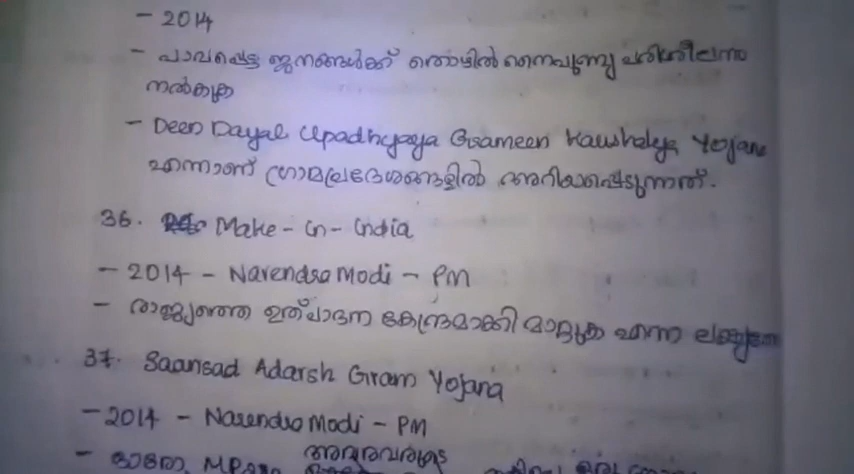 - 2014
- പാവപ്പെട്ട ജനങ്ങൾക്ക് തൊഴിൽ നൈപുണ്യ പരിശീലനം
നൽകുക
- Deen Dayal Upadhyaya Grameen Kaushalya Yojana
എന്നാണ് ഗ്രാമപ്രദേശങ്ങളിൽ അറിയപ്പെടുന്നത്.
36. Make-in-India
- 2014 - Narendra Modi - PM
- രാജ്യത്തെ ഉത്പാദന കേന്ദ്രമാക്കി മാറ്റുക എന്ന
37. Saansad Adarsh Gram Yojana
- 2014 - Narendra Modi - PM
അവരവരുടെ
- ഓരോ